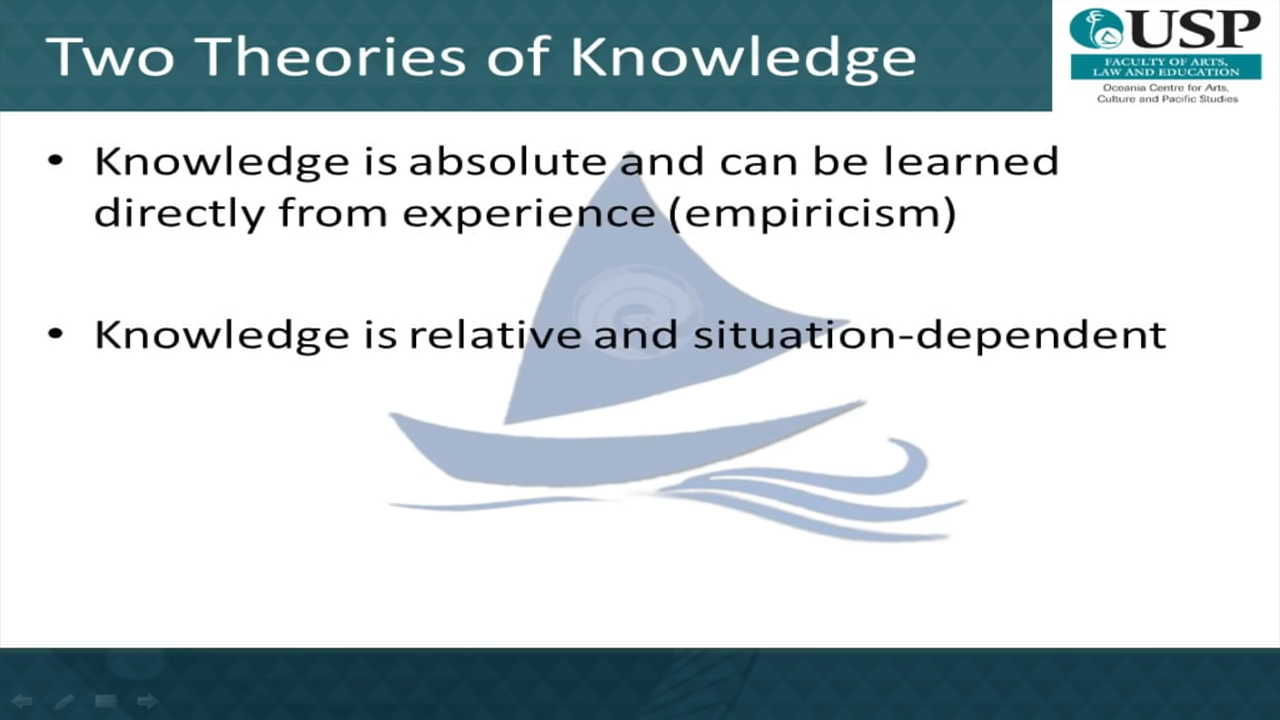 Two Theories of Knowledge
USP
FACULTY OF ARTS,
LAW AND EDUCATION
Oceania Centre for Arts,
Culture and Pacific Studies
• Knowledge is absolute and can be learned
directly from experience (empiricism)
• Knowledge is relative and situation-dependent